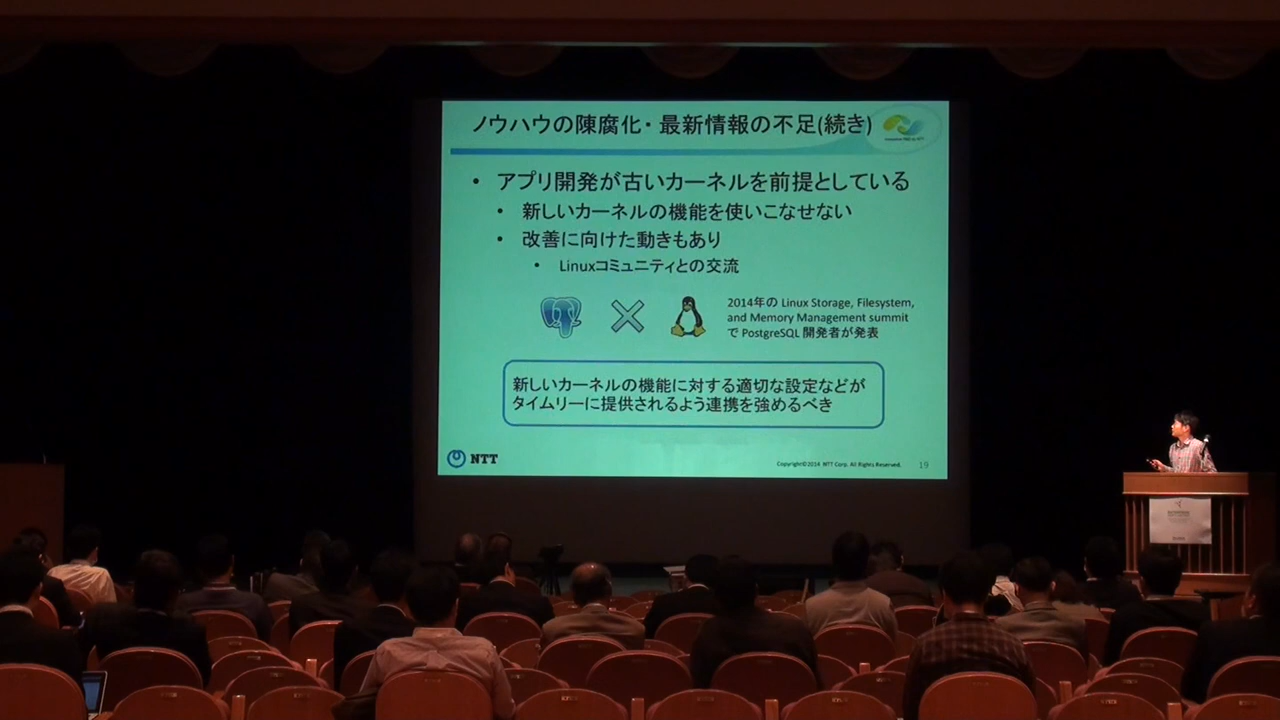 ノウハウの陳腐化・最新情報の不足(続き)
• アプリ開発が古いカーネルを前提としている
• 新しいカーネルの機能を使いこなせない
• 改善に向けた動きもあり
• Linuxコミュニティとの交流
2014年の Linux Storage, Filesystem,
and Memory Management summit
で PostgreSQL 開発者が発表
新しいカーネルの機能に対する適切な設定などが
タイムリーに提供されるよう連携を強めるべき
NTT
Copyright©2014 NTT Corp. All Rights Reserved.
19